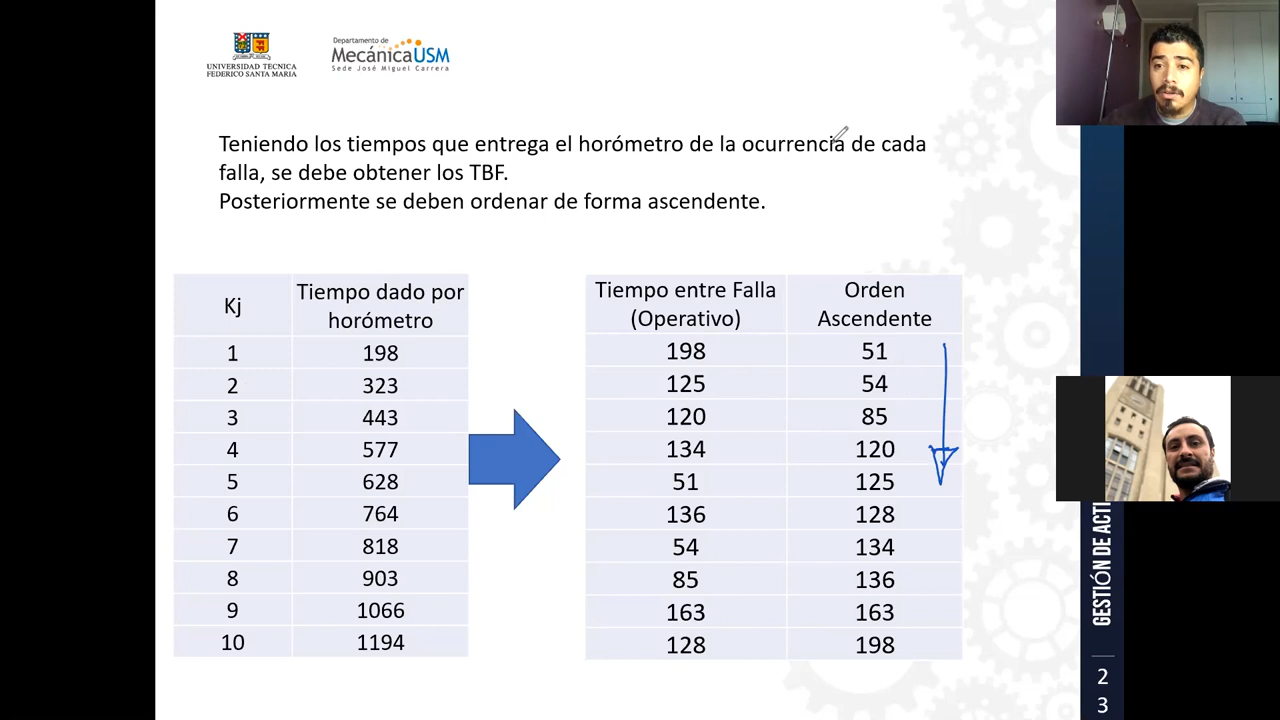 UNIVERSIDAD TECNICA
FEDERICO SANTA MARIA
Departamento de
MecánicaUSM
Sede José Miguel Carrera
Teniendo los tiempos que entrega el horómetro de la ocurrencia de cada
falla, se debe obtener los TBF.
Posteriormente se deben ordenar de forma ascendente.
Kj Tiempo dado por
horómetro
1 198
2 323
3 443
4 577
5 628
6 764
7 818
8 903
9 1066
10 1194
Tiempo entre Falla Orden
(Operativo) Ascendente
198 51
125 54
120 85
134 120
51 125
136 128
54 134
85 136
163 163
128 198
GESTIÓN DE ACTI
2
3